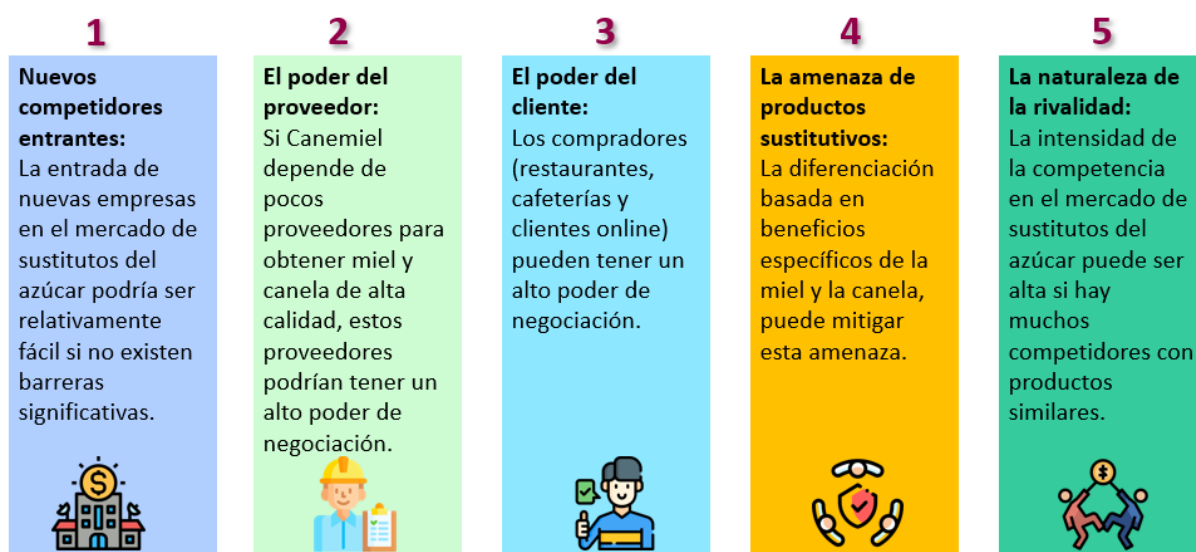 1
Nuevos
competidores
entrantes:
La entrada de
nuevas empresas
en el mercado de
sustitutos del
azúcar podría ser
relativamente
fácil si no existen
barreras
significativas.
2
El poder del
proveedor:
Si Canemiel
depende de
pocos
proveedores para
obtener miel y
canela de alta
calidad, estos
proveedores
podrían tener un
alto poder de
negociación.
3
El poder del
cliente:
Los compradores
(restaurantes,
cafeterías y
clientes online)
pueden tener un
alto poder de
negociación.
4
La amenaza de
productos
sustitutivos:
La diferenciación
basada en
beneficios
específicos de la
miel y la canela,
puede mitigar
esta amenaza.
5
La naturaleza de
la rivalidad:
La intensidad de
la competencia
en el mercado de
sustitutos del
azúcar puede ser
alta si hay
muchos
competidores con
productos
similares.